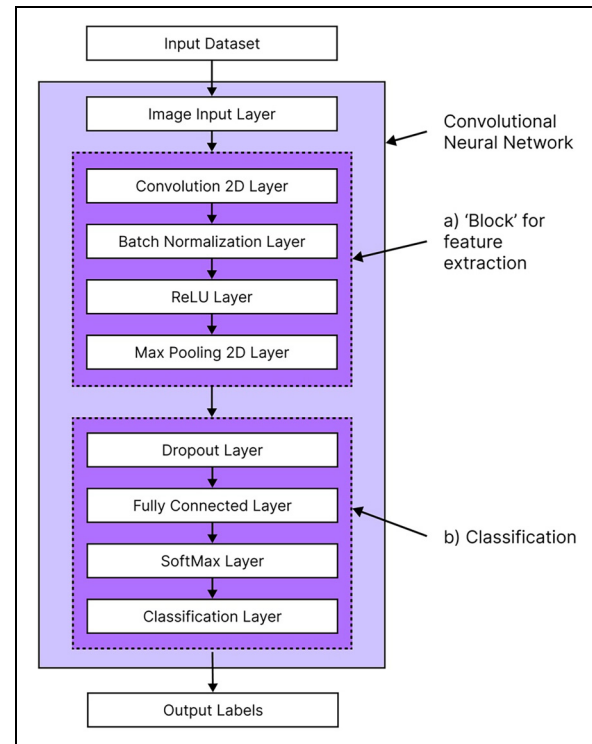 Input Dataset
Image Input Layer
Convolutional
Neural Network
Convolution 2D Layer
Batch Normalization Layer
ReLU Layer
Max Pooling 2D Layer
a) ‘Block’ for
feature
extraction
Dropout Layer
Fully Connected Layer
SoftMax Layer
Classification Layer
b) Classification
Output Labels